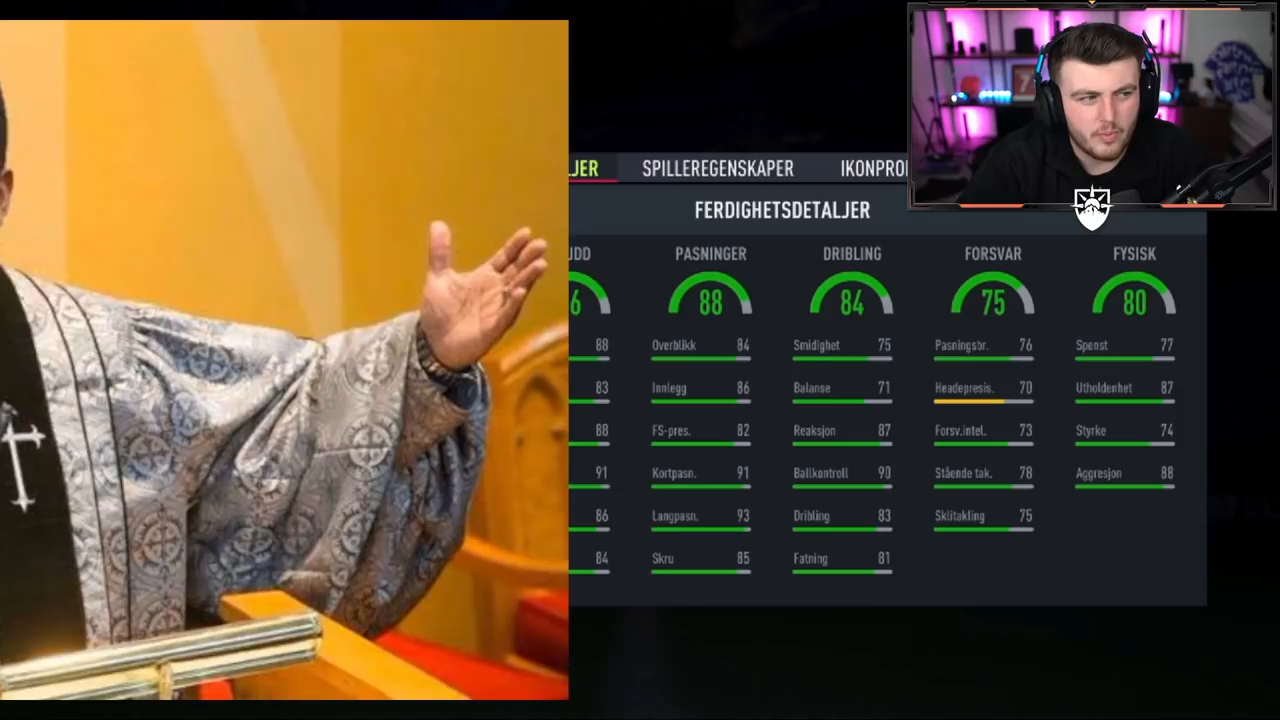 LJER SPILLEREGENSKAPER IKONPRO
FERDIGHETSDETALJER
UDD PASNINGER DRIBLING FORSVAR FYSISK
6 88 84 75 80
88 Overblikk 84 Smidighet 75 Pasningsbr. 76 Spenst 77
83 Innlegg 86 Balanse 71 Headepresis. 70 Utholdenhet 87
88 FS-pres. 82 Reaksjon 87 Forsv.intel. 73 Styrke 74
91 Kortpasn. 91 Ballkontroll 90 Stående tak. 78 Aggresjon 88
86 Langpasn. 93 Dribling 83 Sklitakling 75
84 Skru 85 Fatning 81